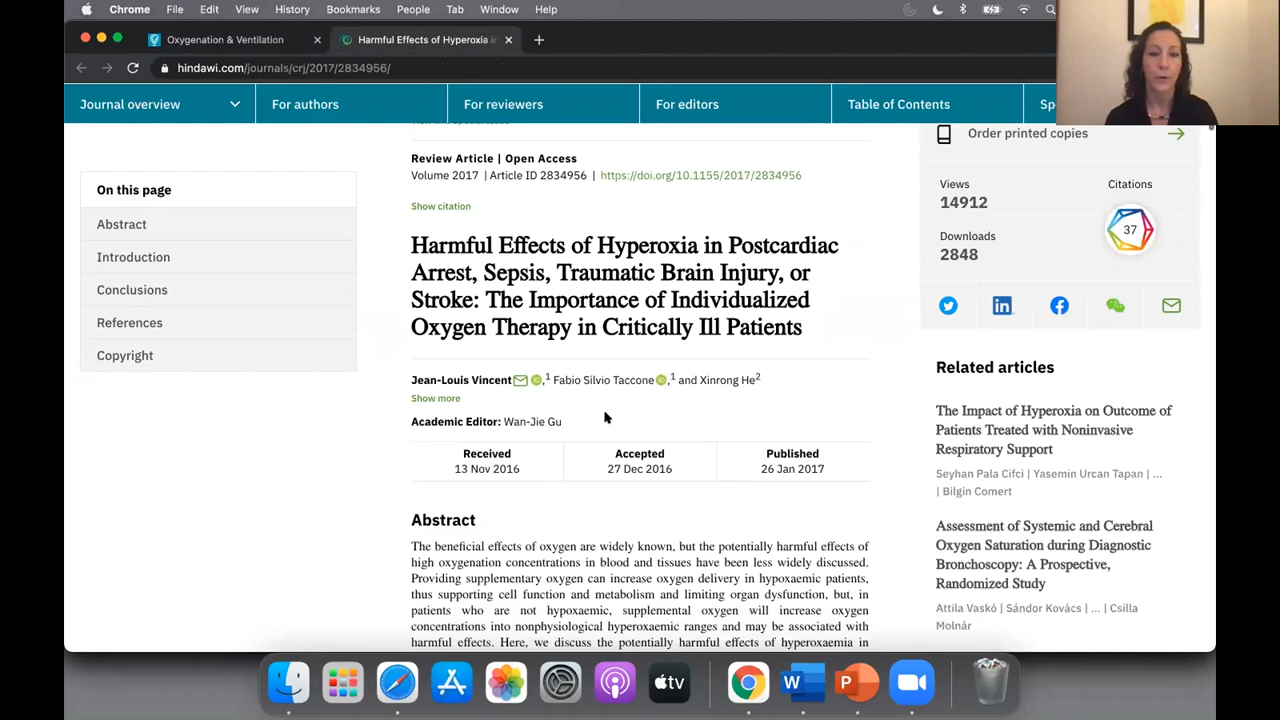 Chrome File Edit View History Bookmarks People Tab Window Help
Oxygenation & Ventilation
Harmful Effects of Hyperoxia in
hindawi.com/journals/crj/2017/2834956/
Journal overview
For authors
For reviewers
For editors
Table of Contents
On this page
Abstract
Introduction
Conclusions
References
Copyright
Review Article | Open Access
Volume 2017 | Article ID 2834956 | https://doi.org/10.1155/2017/2834956
Show citation
Harmful Effects of Hyperoxia in Postcardiac
Arrest, Sepsis, Traumatic Brain Injury, or
Stroke: The Importance of Individualized
Oxygen Therapy in Critically Ill Patients
Jean-Louis Vincent,1 Fabio Silvio Taccone,1 and Xinrong He2
Show more
Academic Editor: Wan-Jie Gu
Received Accepted Published
13 Nov 2016 27 Dec 2016 26 Jan 2017
Abstract
The beneficial effects of oxygen are widely known, but the potentially harmful effects of
high oxygenation concentrations in blood and tissues have been less widely discussed.
Providing supplementary oxygen can increase oxygen delivery in hypoxaemic patients,
thus supporting cell function and metabolism and limiting organ dysfunction, but, in
patients who are not hypoxaemic, supplemental oxygen will increase oxygen
concentrations into nonphysiological hyperoxaemic ranges and may be associated with
harmful effects. Here, we discuss the potentially harmful effects of hyperoxaemia in
Order printed copies
Views Citations
14912
37
Downloads
2848
Related articles
The Impact of Hyperoxia on Outcome of
Patients Treated with Noninvasive
Respiratory Support
Seyhan Pala Cifci | Yasemin Urcan Tapan | ...
| Bilgin Comert
Assessment of Systemic and Cerebral
Oxygen Saturation during Diagnostic
Bronchoscopy: A Prospective,
Randomized Study
Attila Vaskó | Sándor Kovács | ... | Csilla
Molnár
tv
W
P